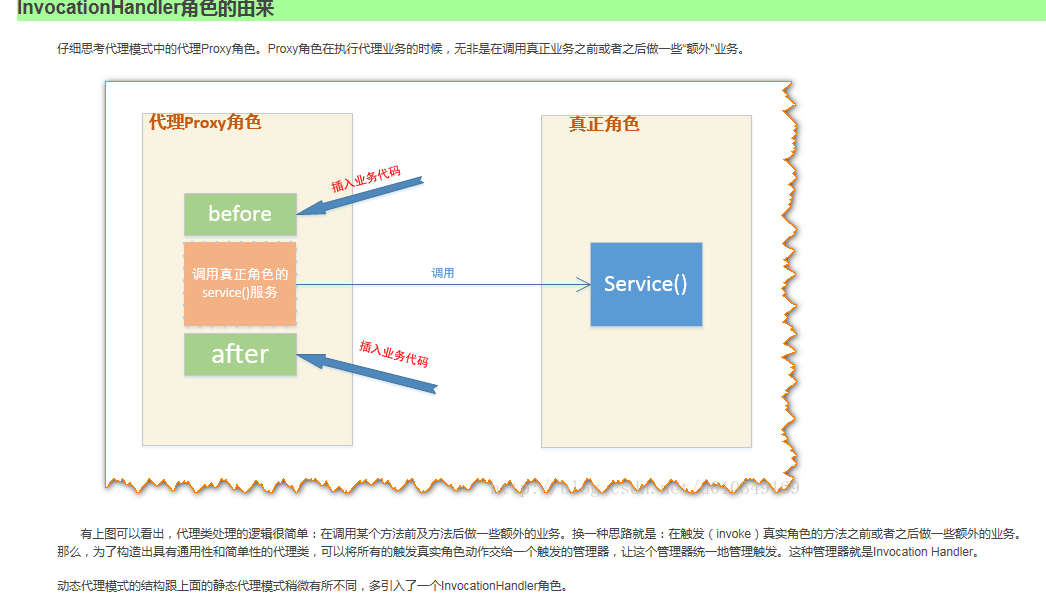 InvocationHandler角色的由来
仔细思考代理模式中的代理Proxy角色。Proxy角色在执行代理业务的时候，无非是在调用真正业务之前或者之后做一些“额外”业务。
代理Proxy角色
真正角色
插入业务代码
before
调用真正角色的
service()服务
调用
Service()
插入业务代码
after
有上图可以看出，代理类处理的逻辑很简单：在调用某个方法前及方法后做一些额外的业务。换一种思路就是：在触发（invoke）真实角色的方法之前或者之后做一些额外的业务。
那么，为了构造出具有通用性和简单性的代理类，可以将所有的触发真实角色动作交给一个触发的管理器，让这个管理器统一地管理触发。这种管理器就是Invocation Handler。
动态代理模式的结构跟上面的静态代理模式稍微有所不同，多引入了一个InvocationHandler角色。